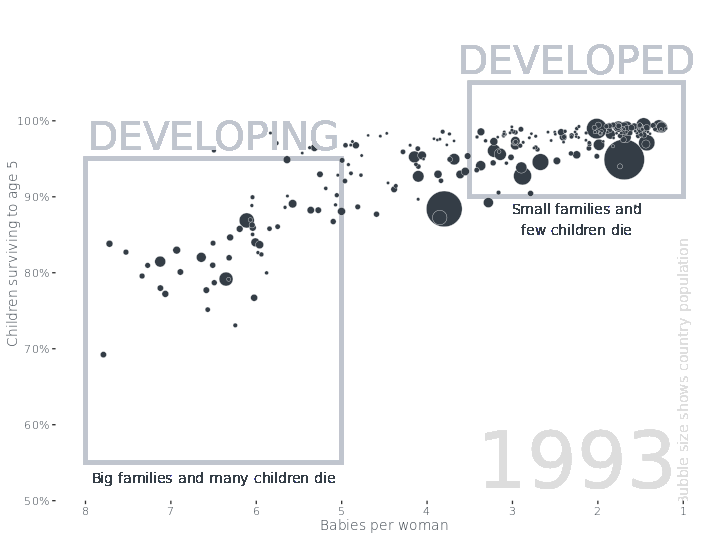 DEVELOPED
DEVELOPING
100%
90%
80%
70%
60%
50%
Children surviving to age 5
Small families and
few children die
Big families and many children die
1993
Bubble size shows country population
8 7 6 5 4 3 2 1
Babies per woman